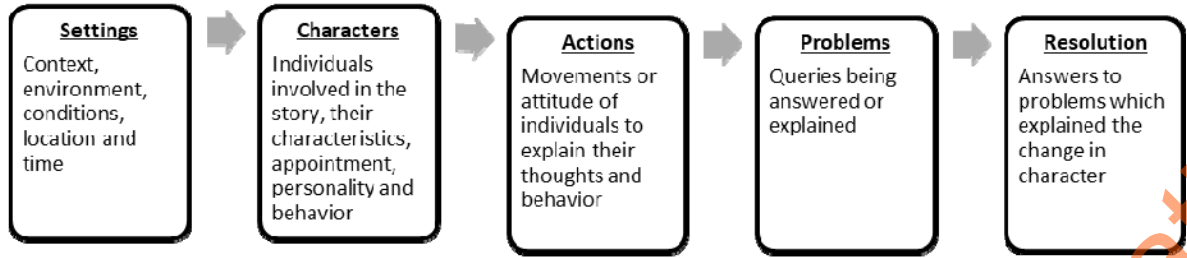 Settings
Context,
environment,
conditions,
location and
time
Characters
Individuals
involved in the
story, their
characteristics,
appointment,
personality and
behavior
Actions
Movements or
attitude of
individuals to
explain their
thoughts and
behavior
Problems
Queries being
answered or
explained
Resolution
Answers to
problems which
explained the
change in
character